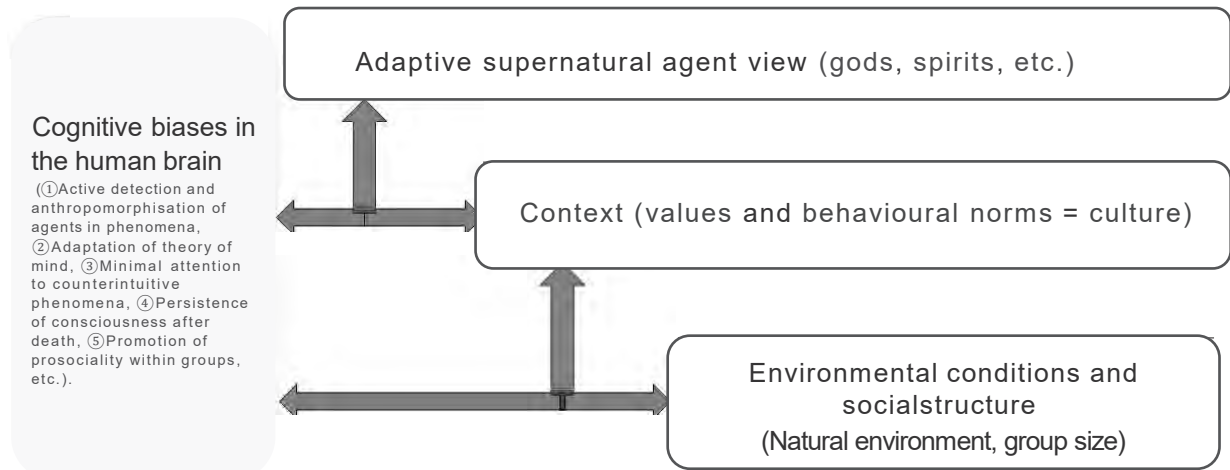 Adaptive supernatural agent view (gods, spirits, etc.)
Cognitive biases in
the human brain
(①Active detection and
anthropomorphisation of
agents in phenomena,
②Adaptation of theory of
mind, ③Minimal attention
to counterintuitive
phenomena, ④Persistence
of consciousness after
death, ⑤Promotion of
prosociality within groups,
etc.).
Context (values and behavioural norms = culture)
Environmental conditions and
socialstructure
(Natural environment, group size)